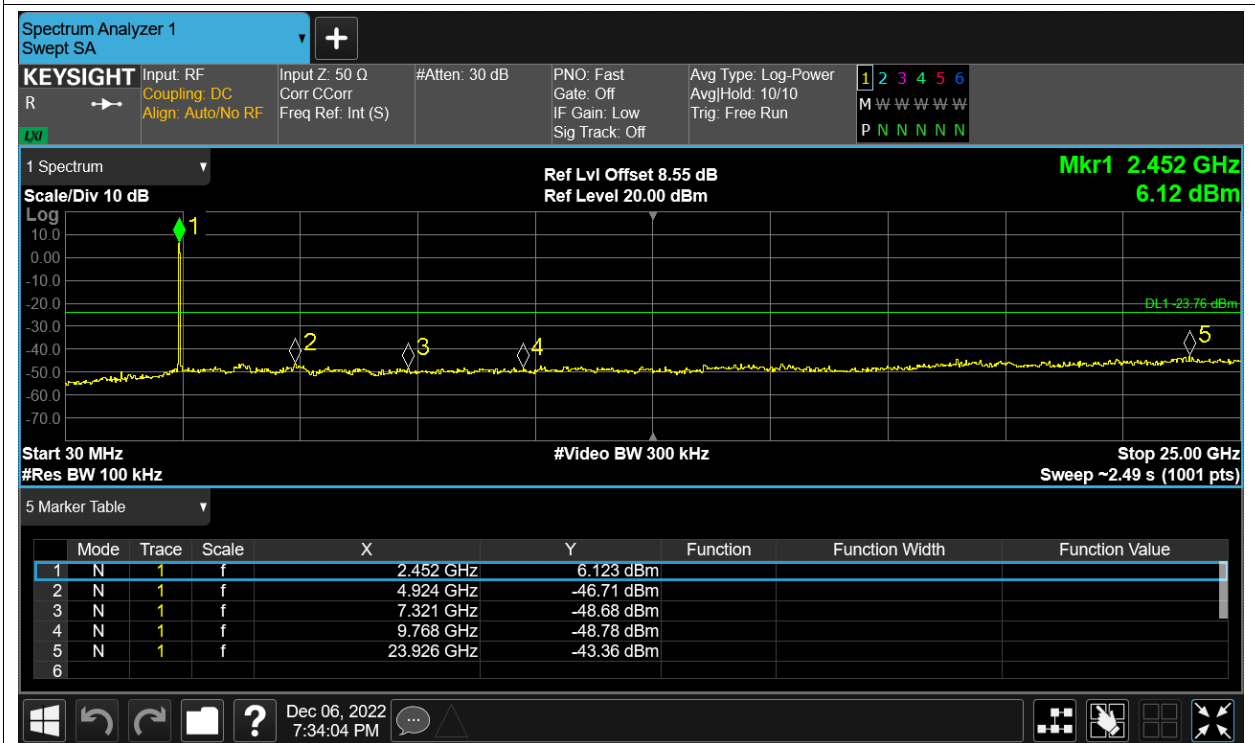 Spectrum Analyzer 1
Swept SA
KEYSIGHT
R
LXI
Input: RF
Coupling: DC
Align: Auto/No RF
Input Z: 50 Ω
Corr CCorr
Freq Ref: Int (S)
#Atten: 30 dB
PNO: Fast
Gate: Off
IF Gain: Low
Sig Track: Off
Avg Type: Log-Power
Avg|Hold: 10/10
Trig: Free Run
1 2 3 4 5 6
M W W W W W
P N N N N N
1 Spectrum
Scale/Div 10 dB
Ref Lvl Offset 8.55 dB
Ref Level 20.00 dBm
Mkr1 2.452 GHz
6.12 dBm
Log
10.0
0.00
-10.0
-20.0
-30.0
-40.0
-50.0
-60.0
-70.0
1
2
3
4
5
DL1 -23.76 dBm
Start 30 MHz
#Res BW 100 kHz
#Video BW 300 kHz
Stop 25.00 GHz
Sweep ~2.49 s (1001 pts)
5 Marker Table
Mode Trace Scale X Y Function Function Width Function Value
1 N 1 f 2.452 GHz 6.123 dBm
2 N 1 f 4.924 GHz -46.71 dBm
3 N 1 f 7.321 GHz -48.68 dBm
4 N 1 f 9.768 GHz -48.78 dBm
5 N 1 f 23.926 GHz -43.36 dBm
6
?
Dec 06, 2022
7:34:04 PM